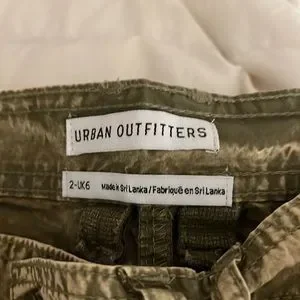 URBAN OUTFITTERS
2-UK6 Made in Sri Lanka / Fabriqué en Sri Lanka